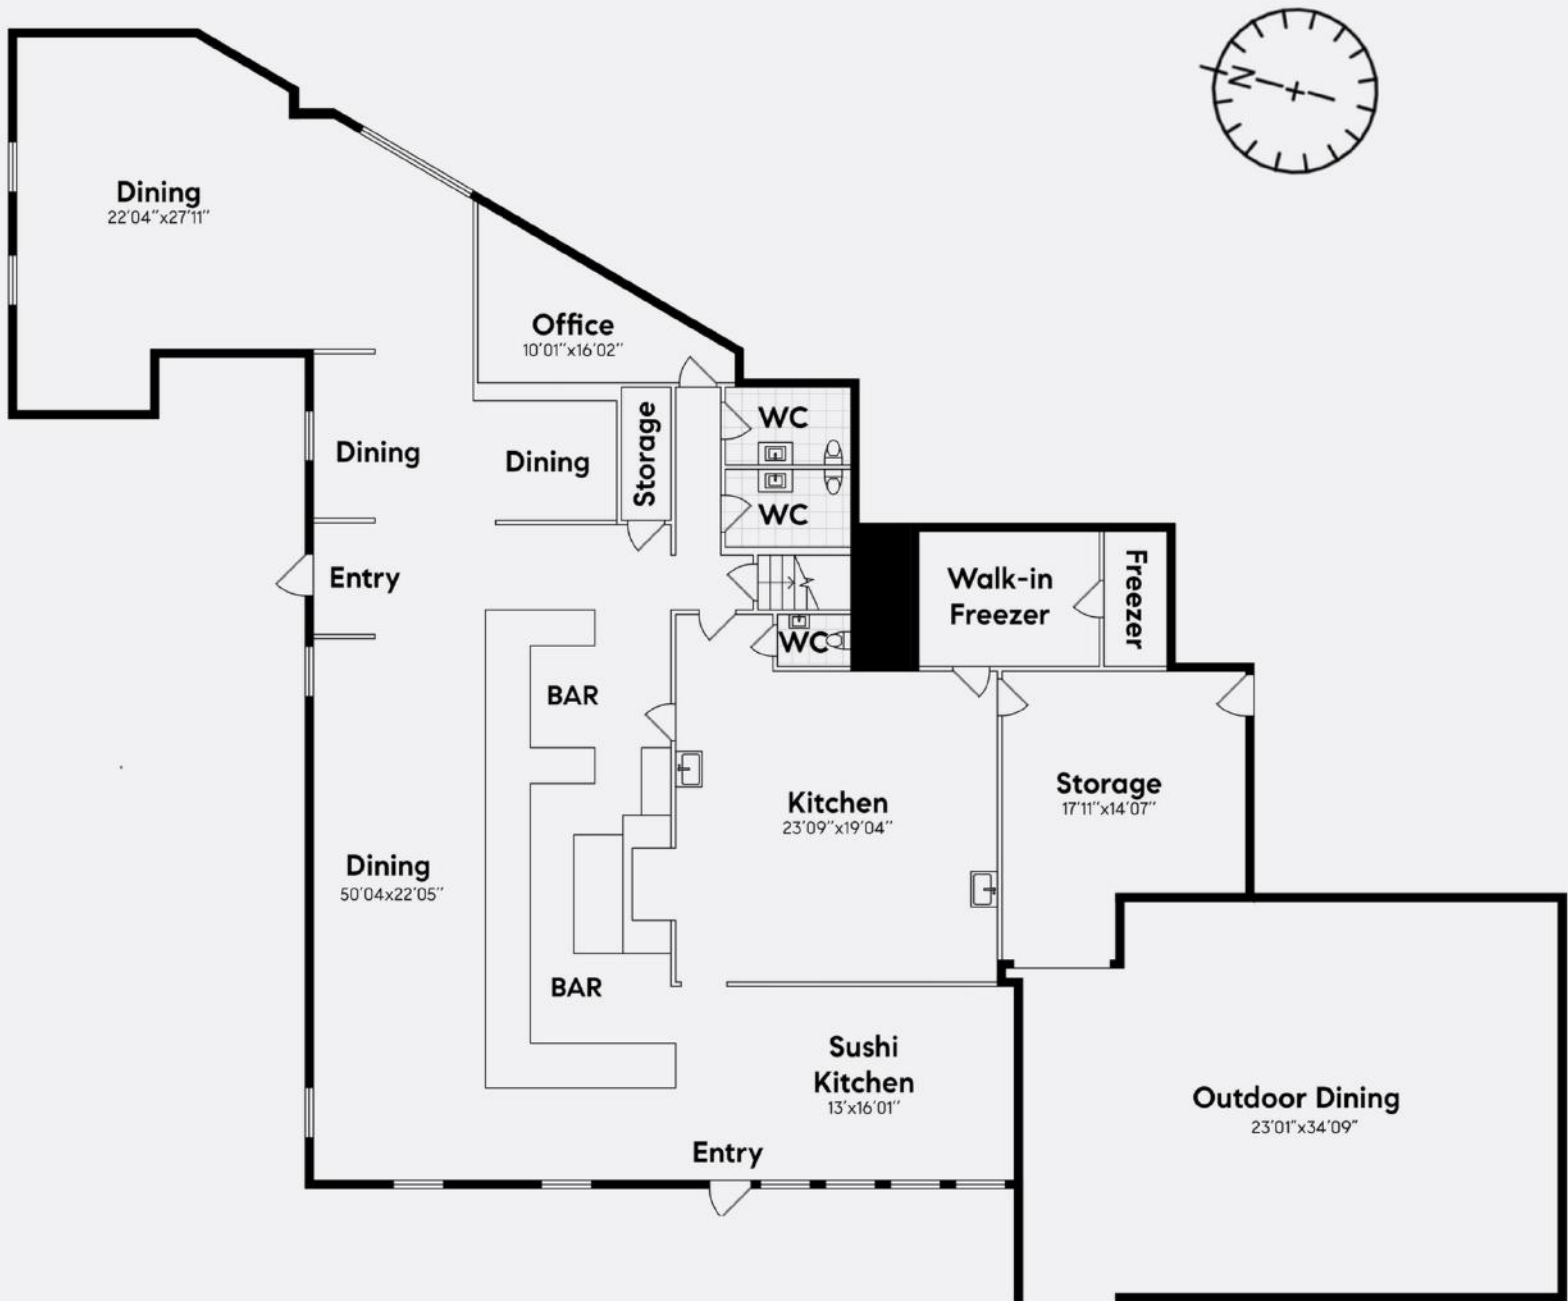 N
Dining
22'04"x27'11"
Office
10'01"x16'02"
WC
Storage
Dining
Dining
WC
Entry
Walk-in
Freezer
Freezer
WC
BAR
Storage
17'11"x14'07"
Kitchen
23'09"x19'04"
Dining
50'04x22'05"
BAR
Sushi
Kitchen
13'x16'01"
Outdoor Dining
23'01"x34'09"
Entry